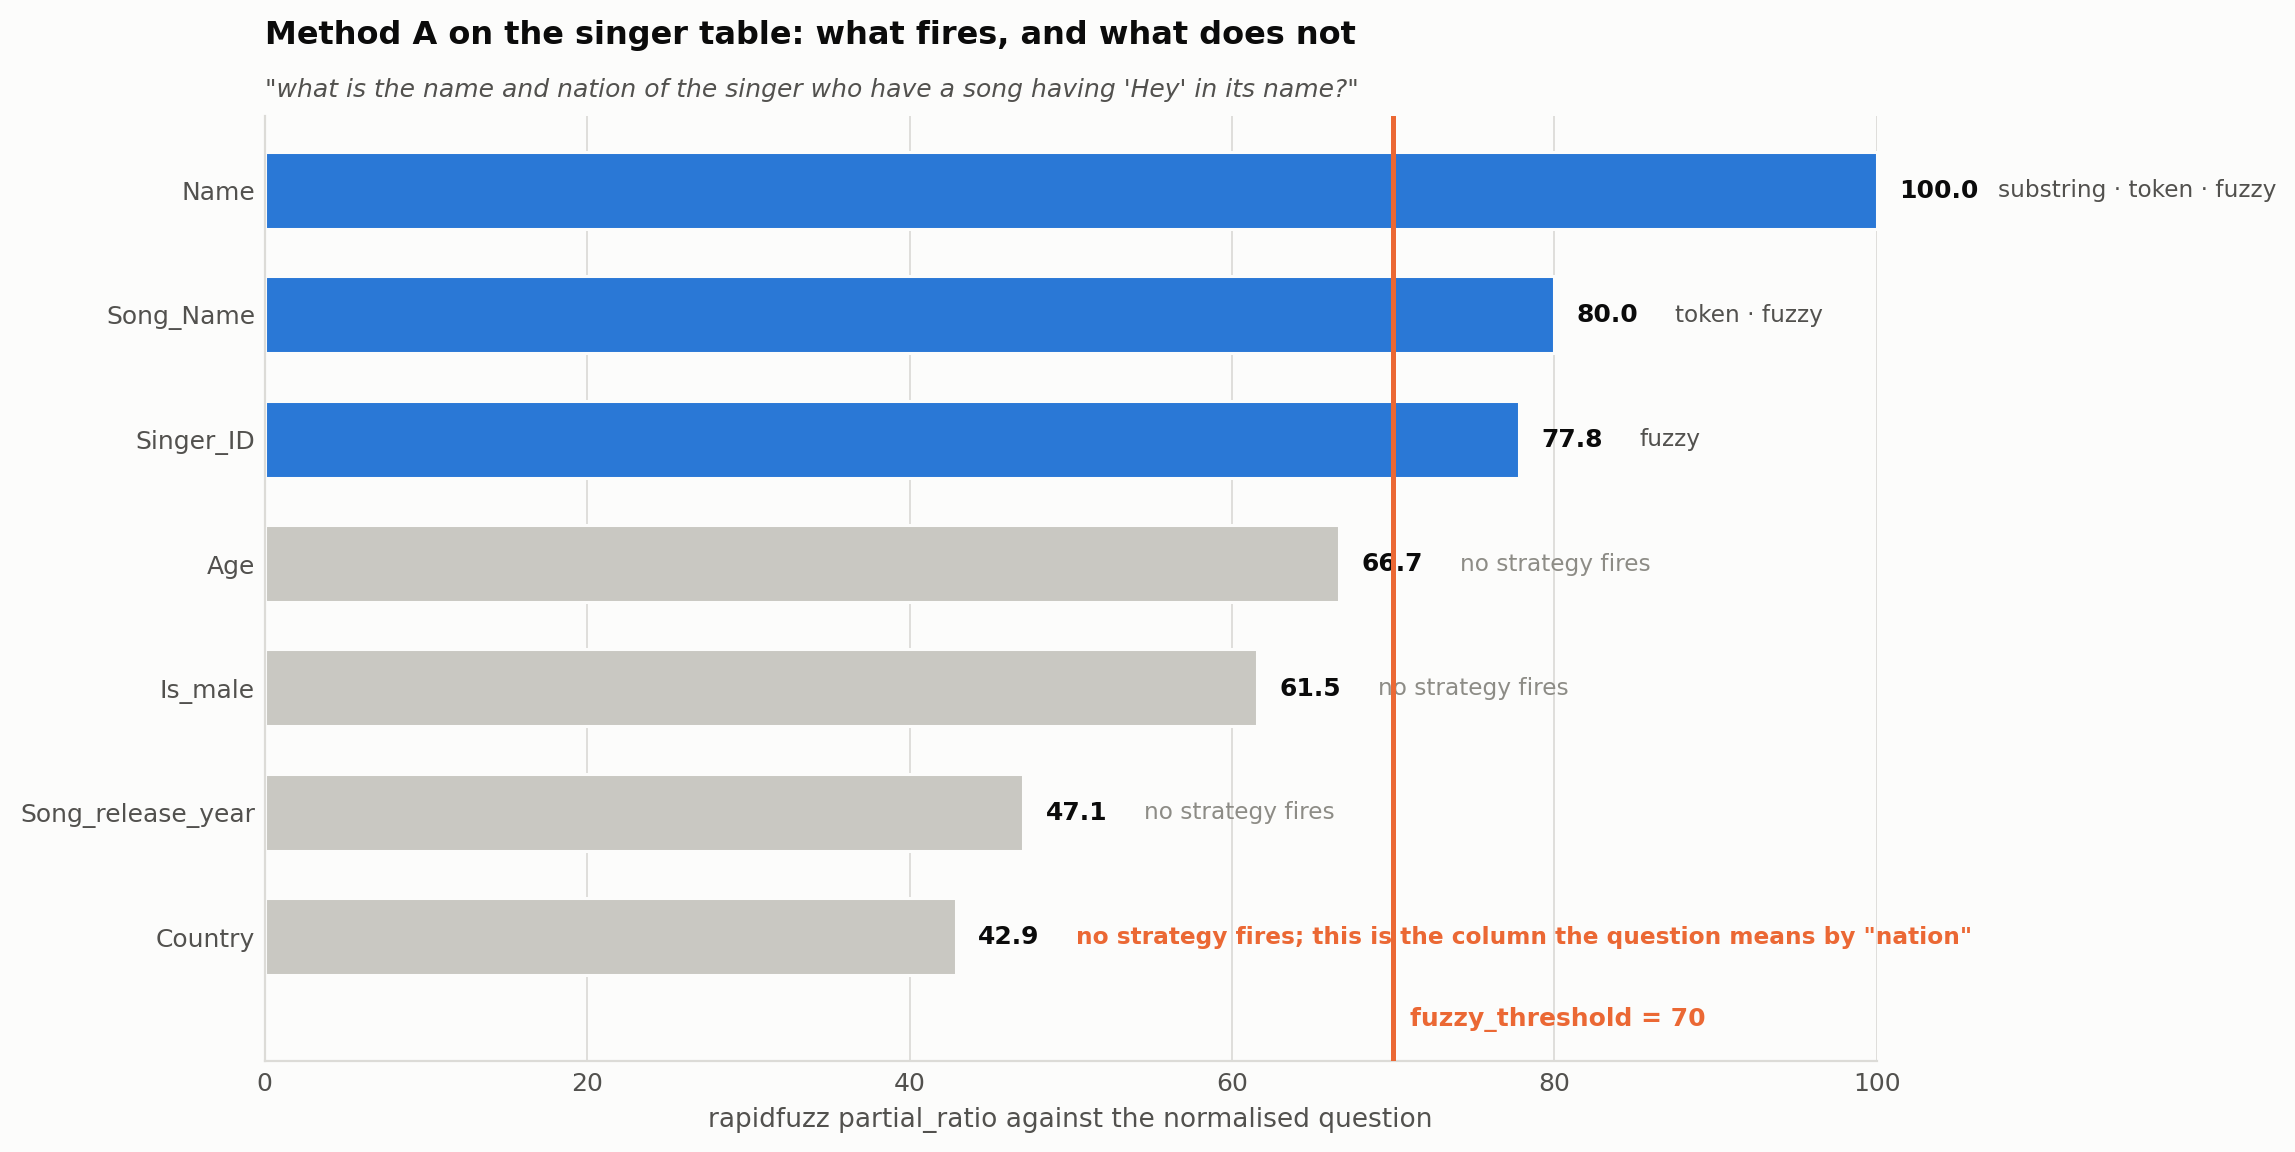 Method A on the singer table: what fires, and what does not
"what is the name and nation of the singer who have a song having 'Hey' in its name?"
Name 100.0 substring · token · fuzzy
Song_Name 80.0 token · fuzzy
Singer_ID 77.8 fuzzy
Age 66.7 no strategy fires
Is_male 61.5 no strategy fires
Song_release_year 47.1 no strategy fires
Country 42.9 no strategy fires; this is the column the question means by "nation"
fuzzy_threshold = 70
0 20 40 60 80 100
rapidfuzz partial_ratio against the normalised question